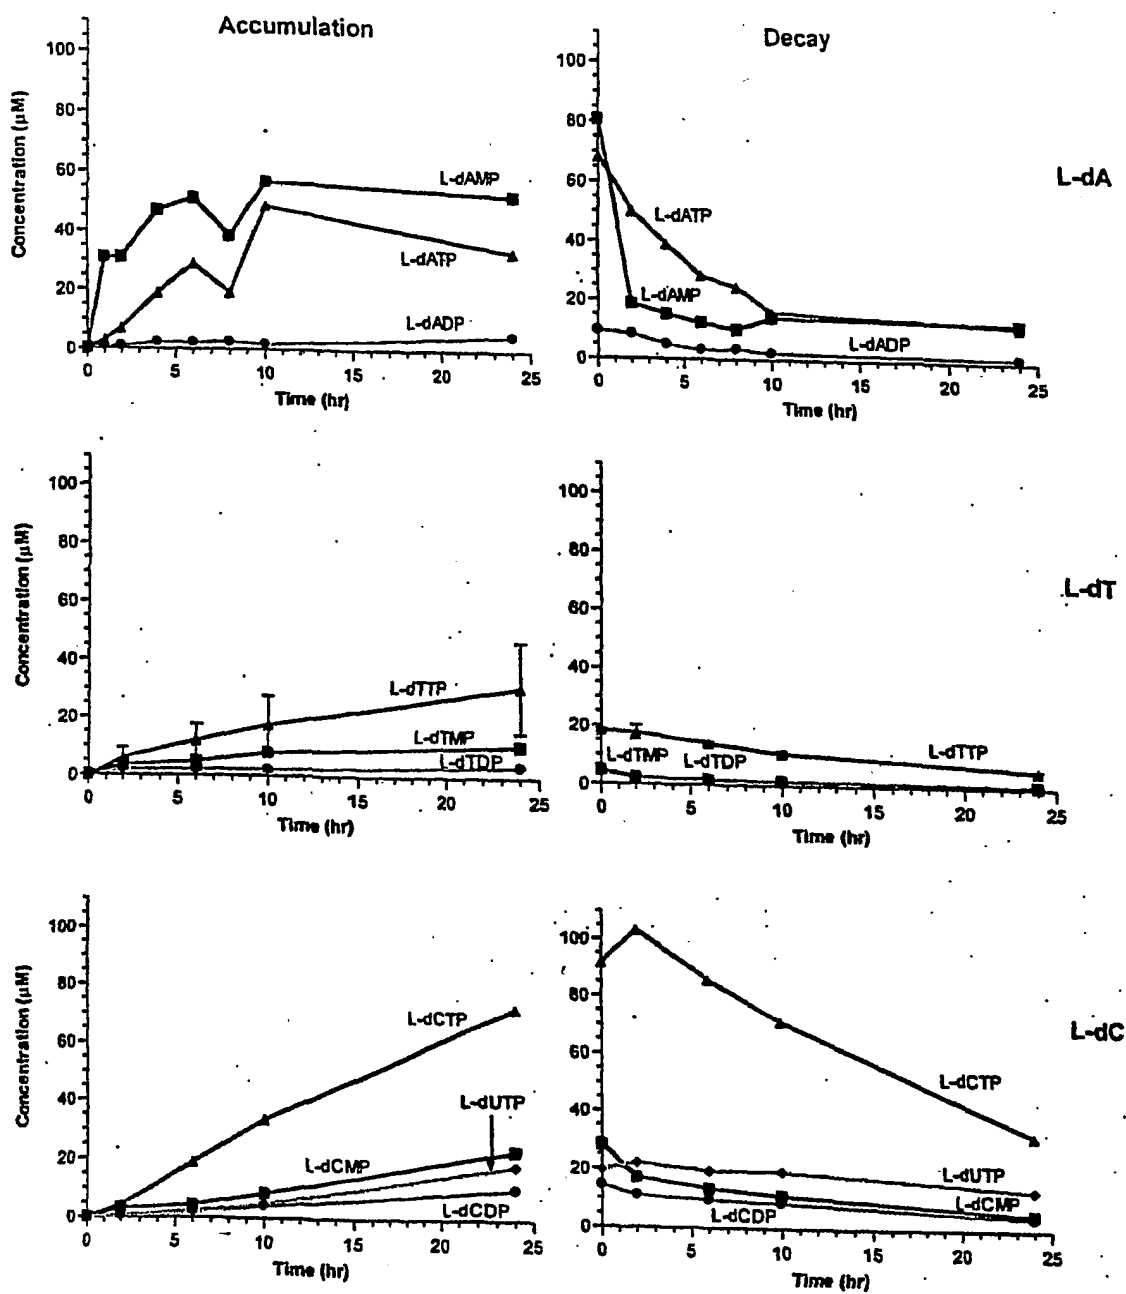 Accumulation
Decay
Concentration (µM)
100
80
60
40
20
0
L-dAMP
L-dATP
L-dADP
0 5 10 15 20 25
Time (hr)
100
80
60
40
20
0
L-dATP
L-dAMP
L-dADP
0 5 10 15 20 25
Time (hr)
L-dA
Concentration (µM)
100
80
60
40
20
0
L-dTTP
L-dTMP
L-dTDP
0 5 10 15 20 25
Time (hr)
100
80
60
40
20
0
L-dTMP L-dTDP L-dTTP
0 5 10 15 20 25
Time (hr)
L-dT
Concentration (µM)
100
80
60
40
20
0
L-dCTP
L-dUTP
L-dCMP
L-dCDP
0 5 10 15 20 25
Time (hr)
100
80
60
40
20
0
L-dCTP
L-dUTP
L-dCMP
L-dCDP
0 5 10 15 20 25
Time (hr)
L-dC